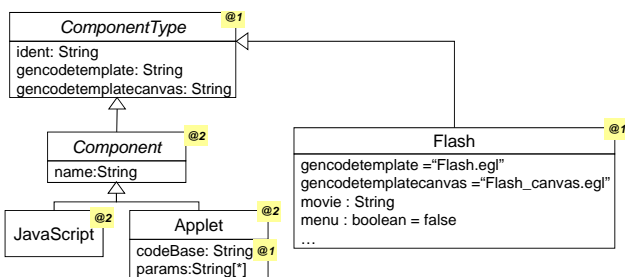 ComponentType @1
ident: String
gencodetemplate: String
gencodetemplatecanvas: String
Component @2
name:String
JavaScript @2
Applet @2
codeBase: String @1
params:String[*]
Flash @1
gencodetemplate =“Flash.egl”
gencodetemplatecanvas =“Flash_canvas.egl”
movie : String
menu : boolean = false
…